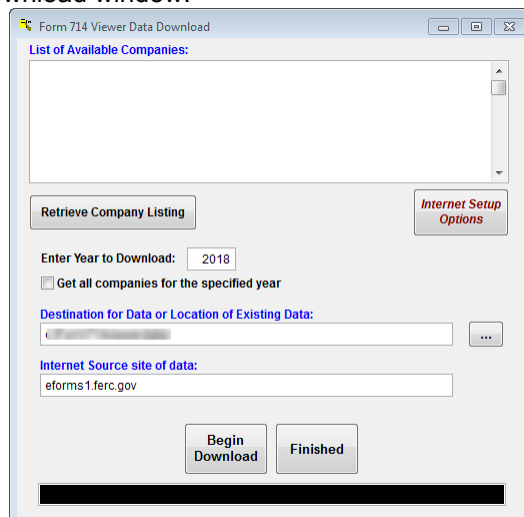 Form 714 Viewer Data Download
List of Available Companies:
Retrieve Company Listing
Internet Setup
Options
Enter Year to Download: 2018
Get all companies for the specified year
Destination for Data or Location of Existing Data:
...
Internet Source site of data:
eforms1.ferc.gov
Begin
Download
Finished